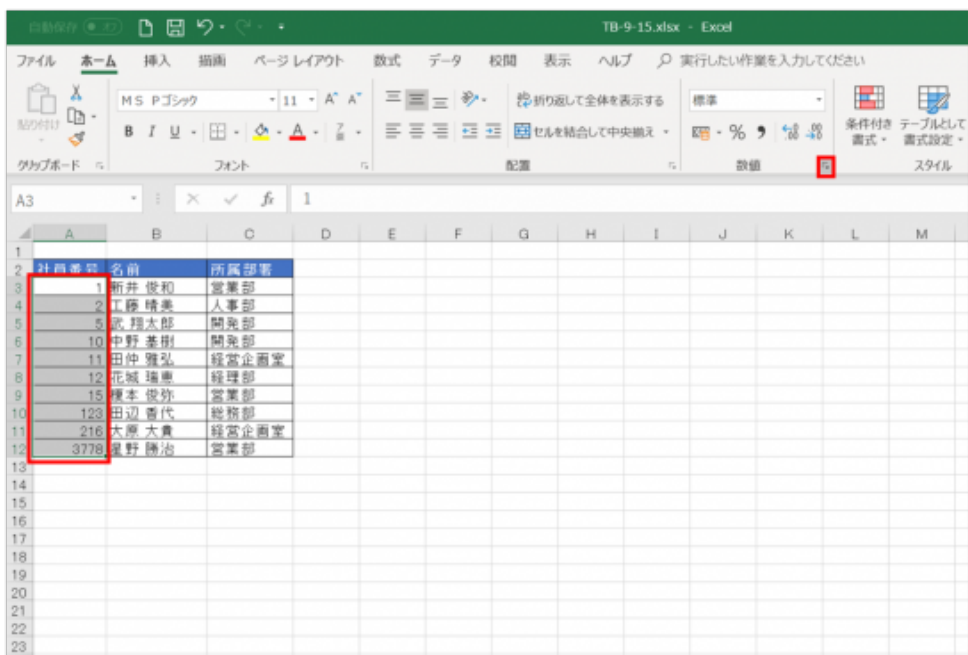 自動保存 オフ TB-9-15.xlsx - Excel
ファイル ホーム 挿入 描画 ページ レイアウト 数式 データ 校閲 表示 ヘルプ 実行したい作業を入力してください
貼り付け MS Pゴシック 11 A A 折り返して全体を表示する 標準 条件付き テーブルとして
B I U A セルを結合して中央揃え % 書式 書式設定
クリップボード フォント 配置 数値 スタイル
A3 fx 1
A B C D E F G H I J K L M
1
2 社員番号 名前 所属部署
3 1 新井 俊和 営業部
4 2 工藤 晴美 人事部
5 5 武 翔太郎 開発部
6 10 中野 基樹 開発部
7 11 田仲 雅弘 経営企画室
8 12 花城 瑞恵 経理部
9 15 榎本 俊弥 営業部
10 123 田辺 香代 総務部
11 216 大原 大貴 経営企画室
12 3778 星野 勝治 営業部
13
14
15
16
17
18
19
20
21
22
23